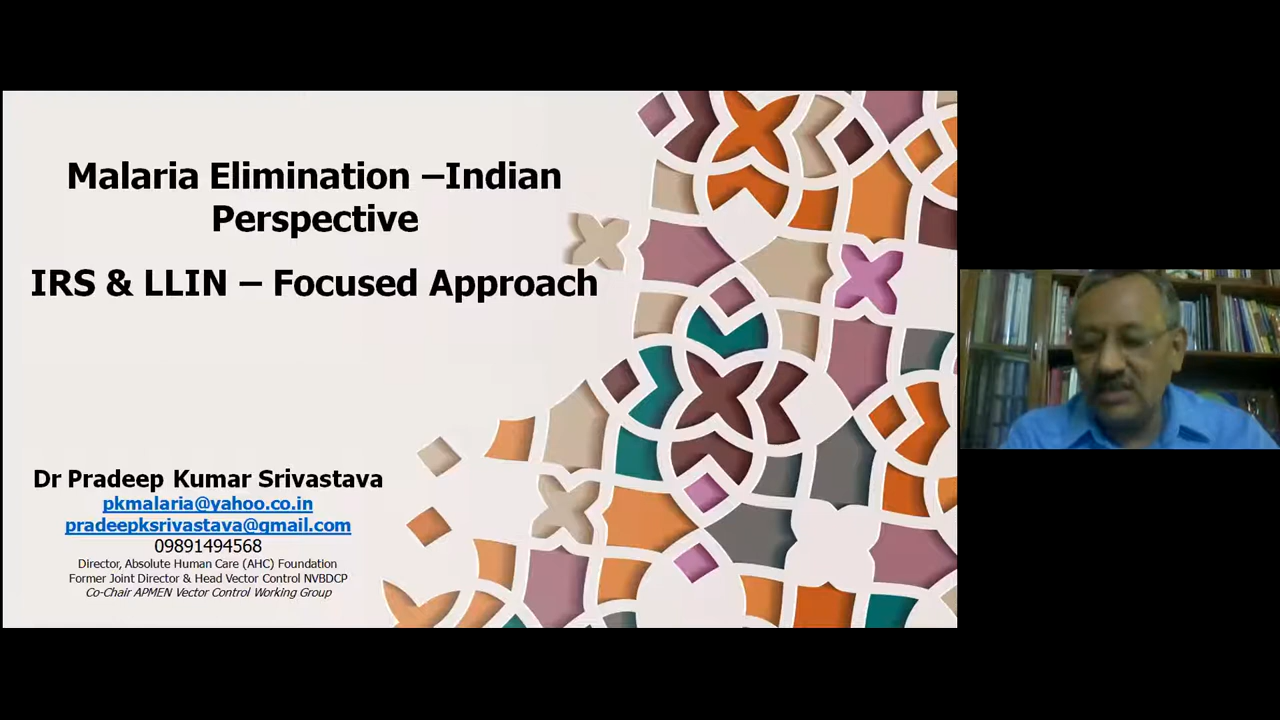 Malaria Elimination –Indian
Perspective
IRS & LLIN – Focused Approach
Dr Pradeep Kumar Srivastava
pkmalaria@yahoo.co.in
pradeepksrivastava@gmail.com
09891494568
Director, Absolute Human Care (AHC) Foundation
Former Joint Director & Head Vector Control NVBDCP
Co-Chair APMEN Vector Control Working Group